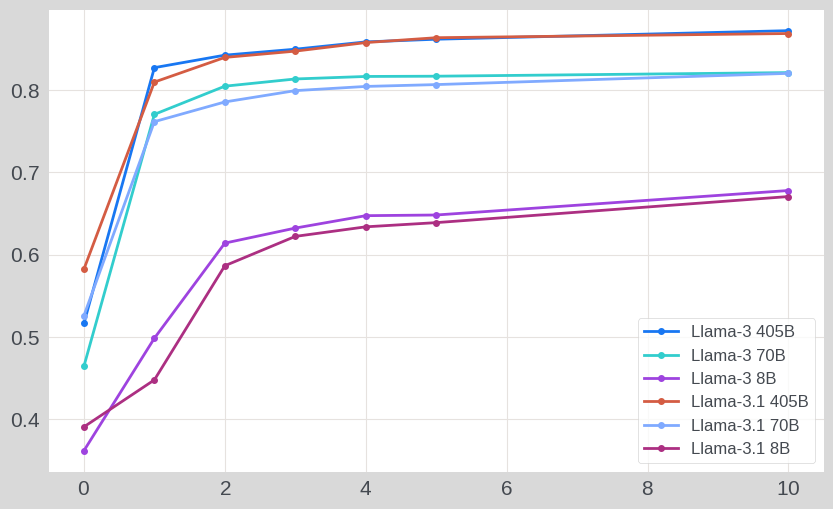 0.8
0.7
0.6
0.5
0.4
0 2 4 6 8 10
Llama-3 405B
Llama-3 70B
Llama-3 8B
Llama-3.1 405B
Llama-3.1 70B
Llama-3.1 8B